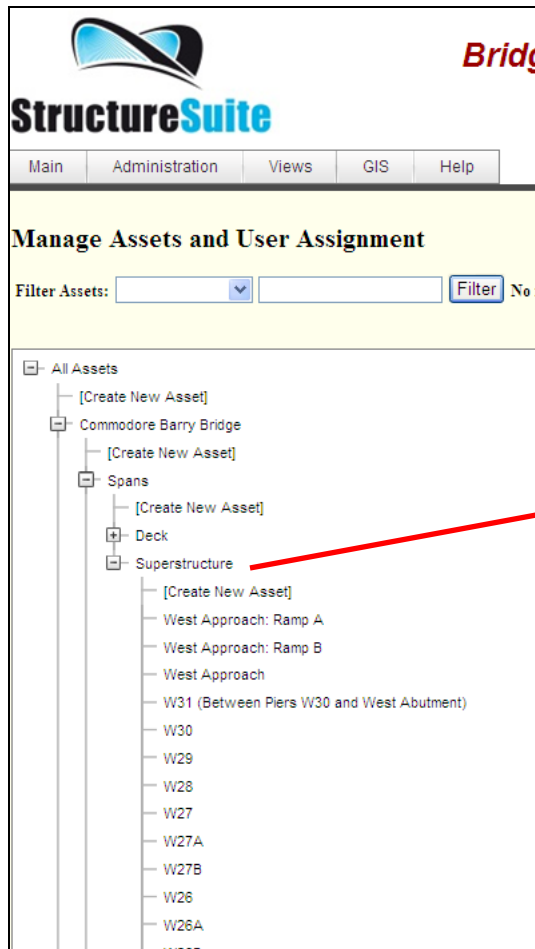 Bridg
StructureSuite
Main Administration Views GIS Help
Manage Assets and User Assignment
Filter Assets: Filter No
All Assets
[Create New Asset]
Commodore Barry Bridge
[Create New Asset]
Spans
[Create New Asset]
Deck
Superstructure
[Create New Asset]
West Approach: Ramp A
West Approach: Ramp B
West Approach
W31 (Between Piers W30 and West Abutment)
W30
W29
W28
W27
W27A
W27B
W26
W26A